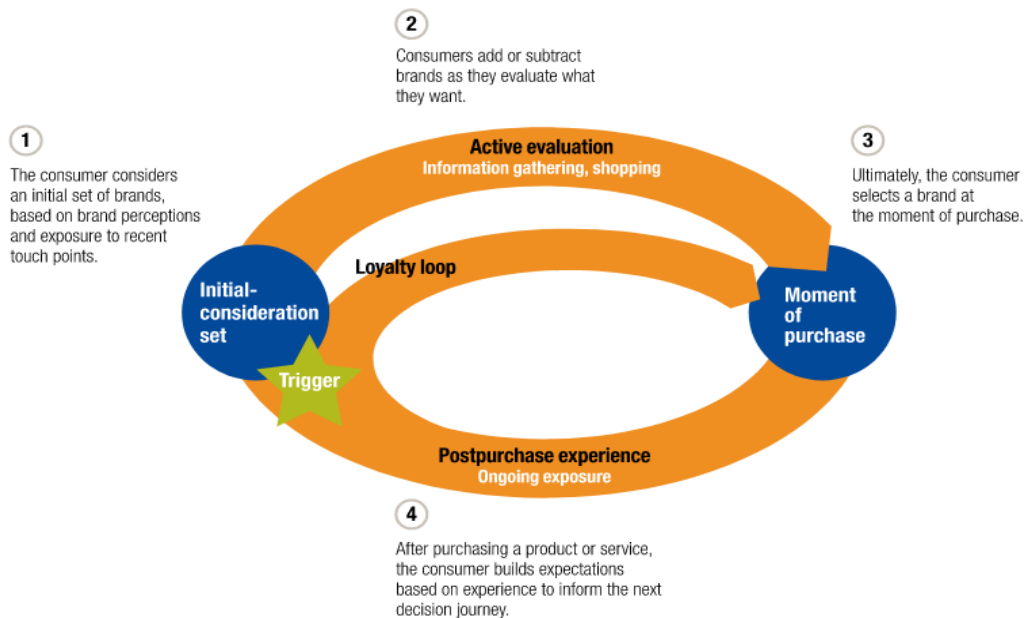 1
The consumer considers
an initial set of brands,
based on brand perceptions
and exposure to recent
touch points.
2
Consumers add or subtract
brands as they evaluate what
they want.
3
Ultimately, the consumer
selects a brand at
the moment of purchase.
Active evaluation
Information gathering, shopping
Loyalty loop
Initial-
consideration
set
Trigger
Moment
of
purchase
Postpurchase experience
Ongoing exposure
4
After purchasing a product or service,
the consumer builds expectations
based on experience to inform the next
decision journey.